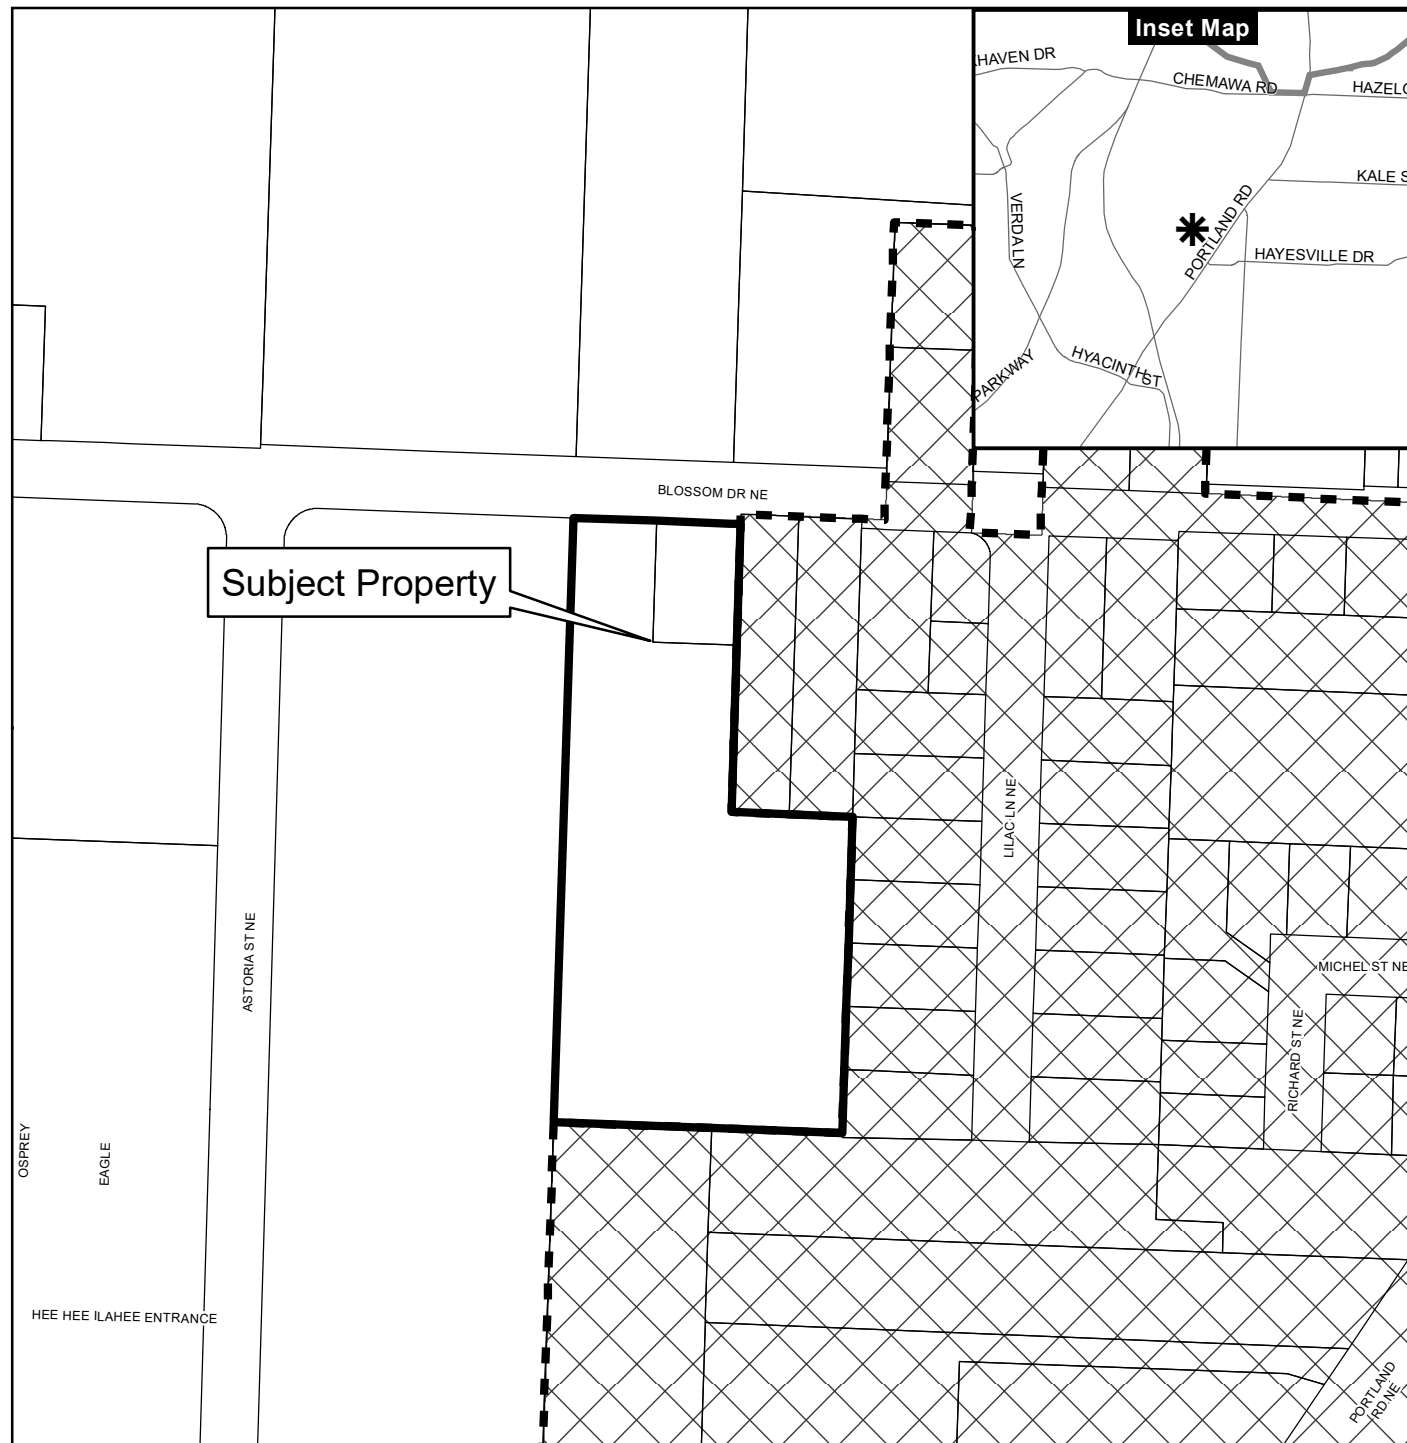 Inset Map
HAVEN DR
CHEMAWA RD
KALE S
VERDA LN
PORTLAND RD
HAYESVILLE DR
HYACINTH ST
PARKWAY
BLOSSOM DR NE
Subject Property
LILAC LN NE
ASTORIA ST NE
MICHEL ST NE
RICHARD ST NE
OSPREY
EAGLE
HEE HEE ILAHEE ENTRANCE
PORTLAND
RD NE